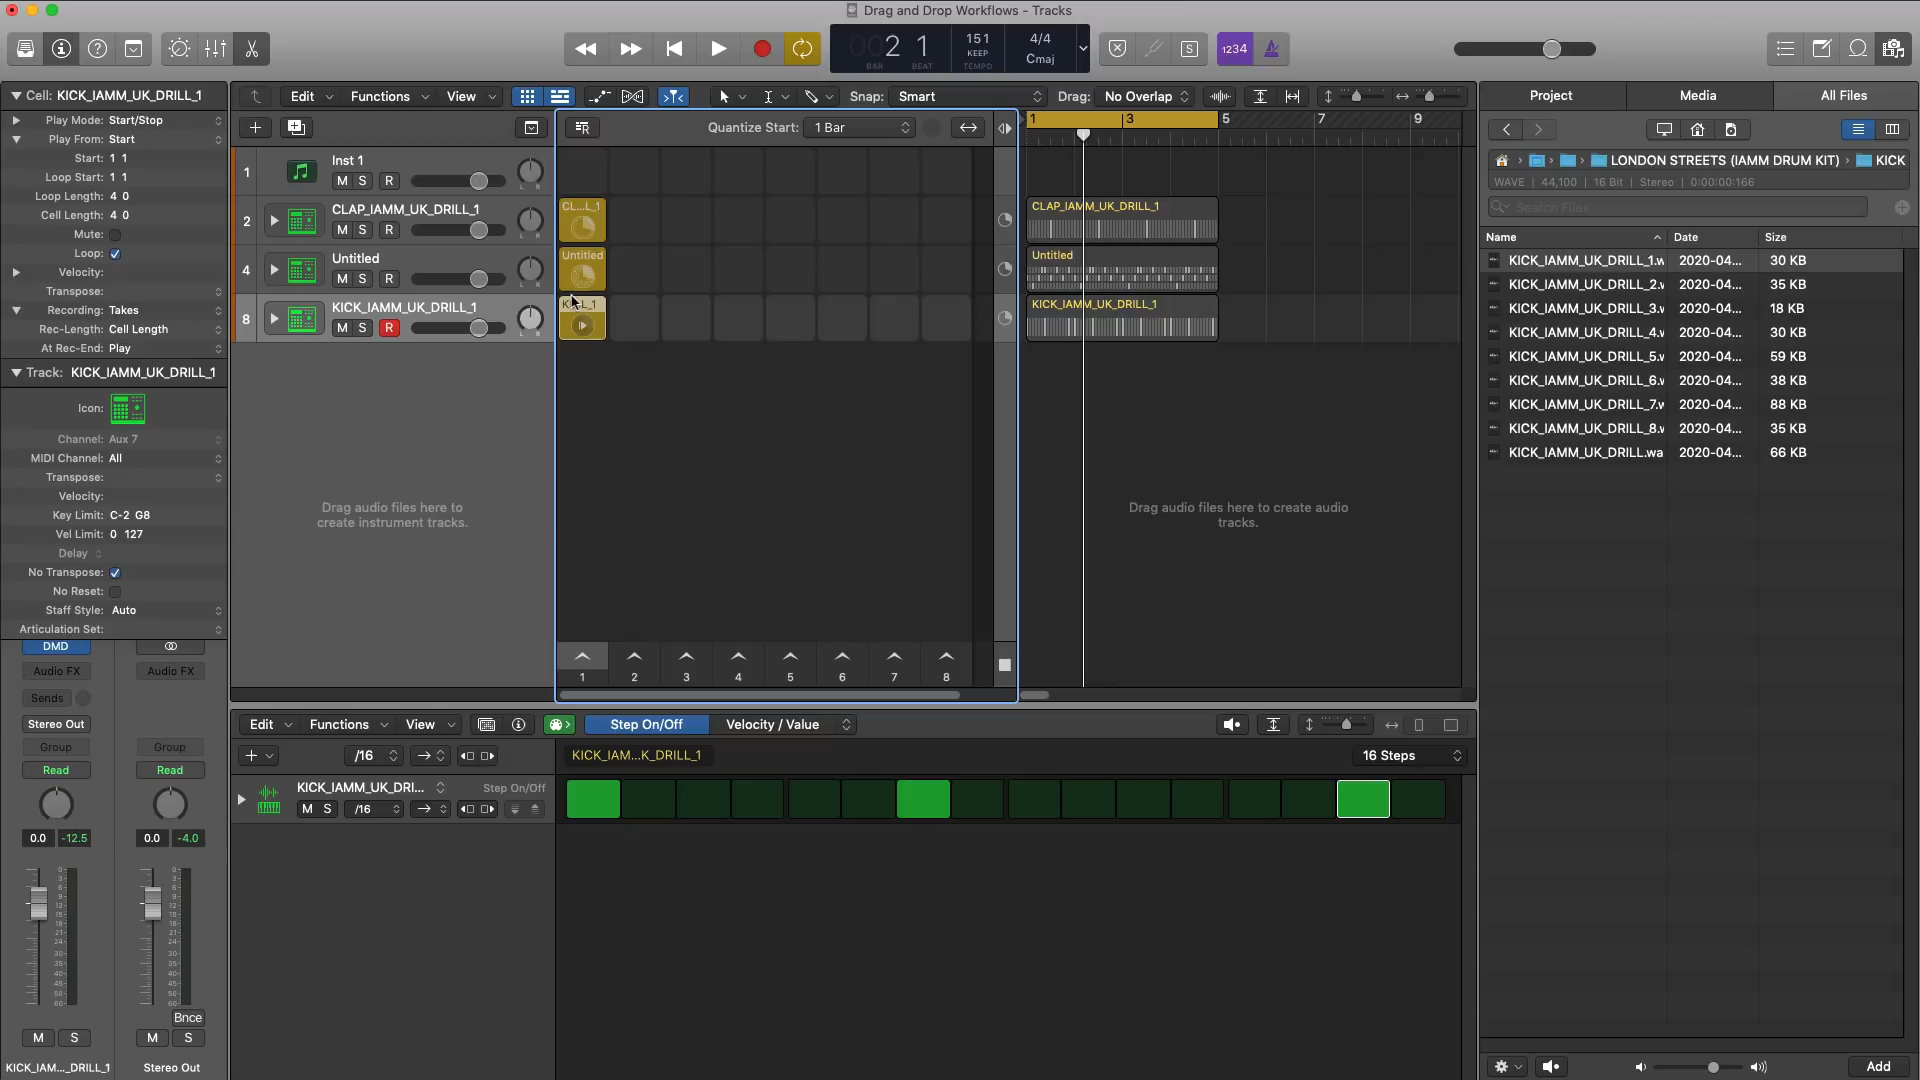 Drag and Drop Workflows - Tracks
2 1
BAR BEAT
151
KEEP
TEMPO
4/4
Cmaj
1234
Cell: KICK_IAMM_UK_DRILL_1
Play Mode: Start/Stop
Play From: Start
Start: 1 1
Loop Start: 1 1
Loop Length: 4 0
Cell Length: 4 0
Mute:
Loop:
Velocity:
Transpose:
Recording: Takes
Rec-Length: Cell Length
At Rec-End: Play
Track: KICK_IAMM_UK_DRILL_1
Icon:
Channel: Aux 7
MIDI Channel: All
Transpose:
Velocity:
Key Limit: C-2 G8
Vel Limit: 0 127
Delay
No Transpose:
No Reset:
Staff Style: Auto
Articulation Set:
DMD
Audio FX Audio FX
Sends
Stereo Out
Group Group
Read Read
0.0 -12.5 0.0 -4.0
Bnce
M S M S
KICK_IAM..._DRILL_1 Stereo Out
Edit Functions View Snap: Smart Drag: No Overlap
Quantize Start: 1 Bar
1 3 5 7 9
1 Inst 1
M S R
2 CLAP_IAMM_UK_DRILL_1
M S R
4 Untitled
M S R
8 KICK_IAMM_UK_DRILL_1
M S R
CL...L_1
Untitled
CLAP_IAMM_UK_DRILL_1
Untitled
KICK_IAMM_UK_DRILL_1
Drag audio files here to
create instrument tracks.
Drag audio files here to create audio
tracks.
1 2 3 4 5 6 7 8
Edit Functions View Step On/Off Velocity / Value
/16 KICK_IAM...K_DRILL_1 16 Steps
KICK_IAMM_UK_DRI... Step On/Off
M S /16
Project Media All Files
LONDON STREETS (IAMM DRUM KIT) KICK
WAVE 44,100 16 Bit Stereo 0:00:00:166
Search Files
Name Date Size
KICK_IAMM_UK_DRILL_1.w 2020-04... 30 KB
KICK_IAMM_UK_DRILL_2.w 2020-04... 35 KB
KICK_IAMM_UK_DRILL_3.w 2020-04... 18 KB
KICK_IAMM_UK_DRILL_4.w 2020-04... 30 KB
KICK_IAMM_UK_DRILL_5.w 2020-04... 59 KB
KICK_IAMM_UK_DRILL_6.w 2020-04... 38 KB
KICK_IAMM_UK_DRILL_7.w 2020-04... 88 KB
KICK_IAMM_UK_DRILL_8.w 2020-04... 35 KB
KICK_IAMM_UK_DRILL.wa 2020-04... 66 KB
Add